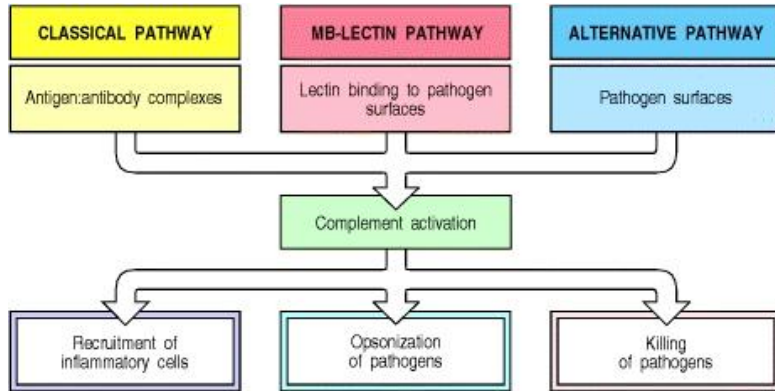 CLASSICAL PATHWAY
MB-LECTIN PATHWAY
ALTERNATIVE PATHWAY
Antigen:antibody complexes
Lectin binding to pathogen
surfaces
Pathogen surfaces
Complement activation
Recruitment of
inflammatory cells
Opsonization
of pathogens
Killing
of pathogens